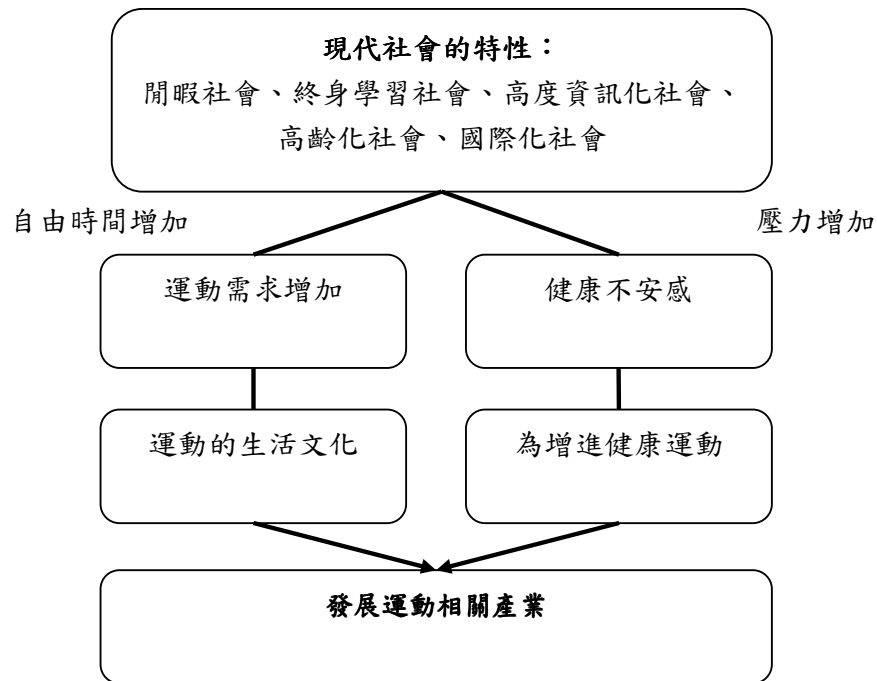 現代社會的特性：
閒暇社會、終身學習社會、高度資訊化社會、
高齡化社會、國際化社會
自由時間增加
壓力增加
運動需求增加
健康不安感
運動的生活文化
為增進健康運動
發展運動相關產業